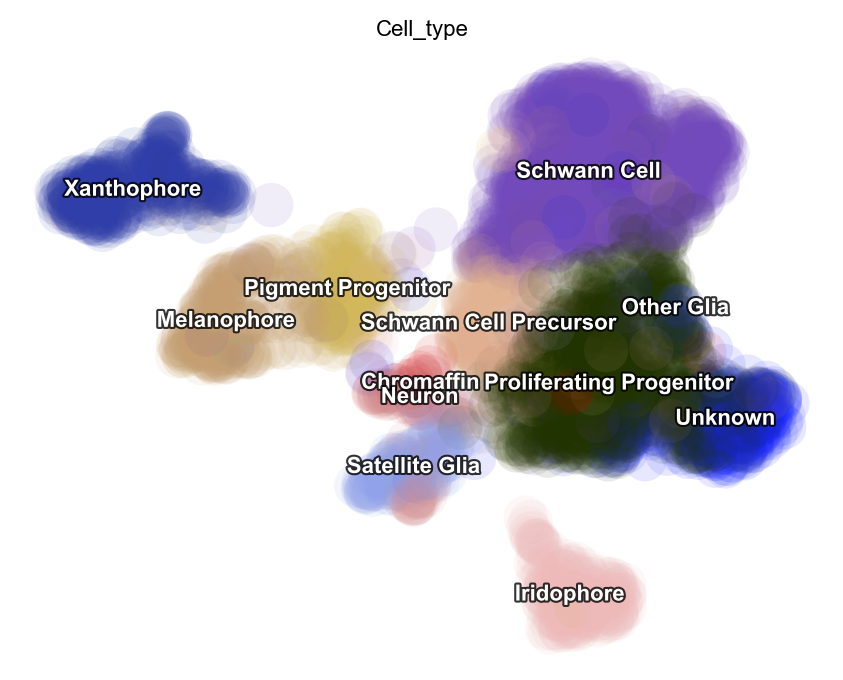 Cell_type
Schwann Cell
Xanthophore
Pigment Progenitor
Other Glia
Melanophore
Schwann Cell Precursor
Chromaffin
Proliferating Progenitor
Neuron
Unknown
Satellite Glia
Iridophore